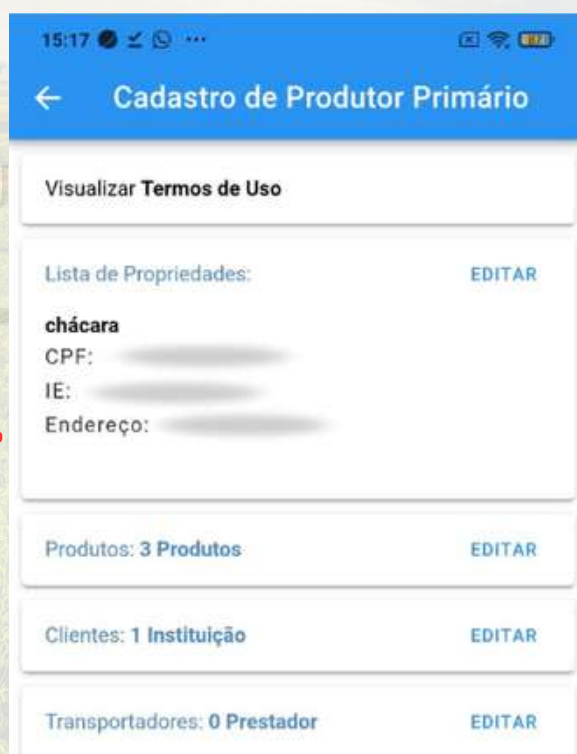 15:17
Cadastro de Produtor Primário
Visualizar Termos de Uso
Lista de Propriedades: EDITAR
chácara
CPF:
IE:
Endereço:
Produtos: 3 Produtos EDITAR
Clientes: 1 Instituição EDITAR
Transportadores: 0 Prestador EDITAR